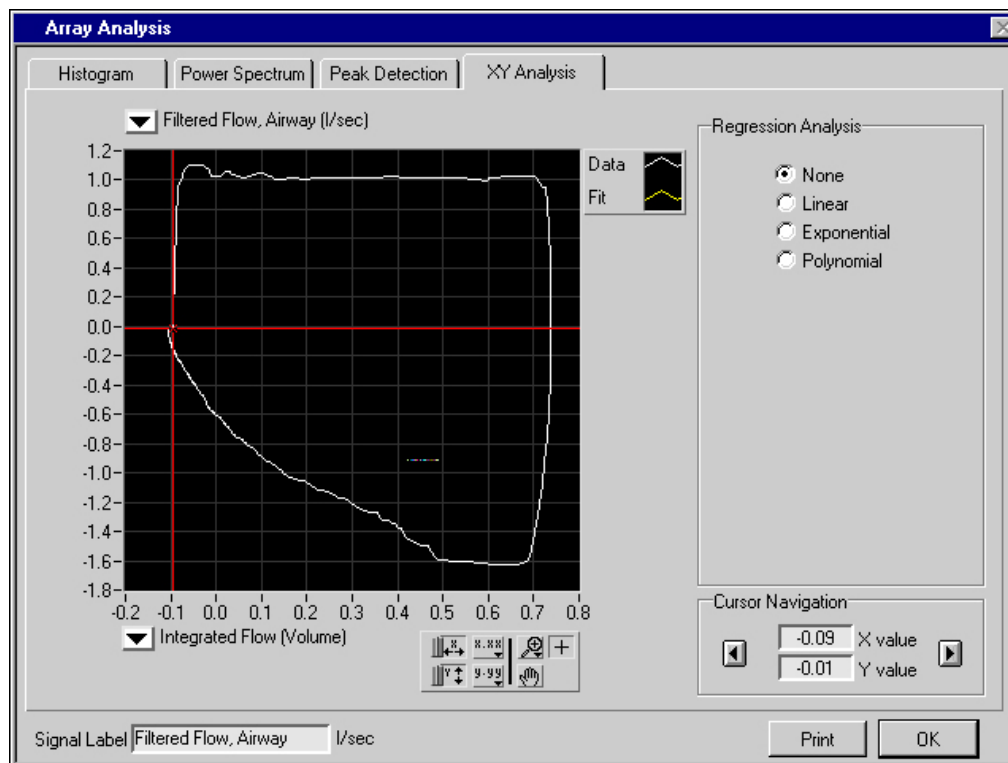 Array Analysis
Histogram
Power Spectrum
Peak Detection
XY Analysis
Filtered Flow, Airway (l/sec)
1.2
1.0
0.8
0.6
0.4
0.2
0.0
-0.2
-0.4
-0.6
-0.8
-1.0
-1.2
-1.4
-1.6
-1.8
-0.2 -0.1 0.0 0.1 0.2 0.3 0.4 0.5 0.6 0.7 0.8
Integrated Flow (Volume)
Data
Fit
X
X.XX
Y
y.yy
Regression Analysis
None
Linear
Exponential
Polynomial
Cursor Navigation
-0.09 X value
-0.01 Y value
Signal Label Filtered Flow, Airway l/sec
Print
OK